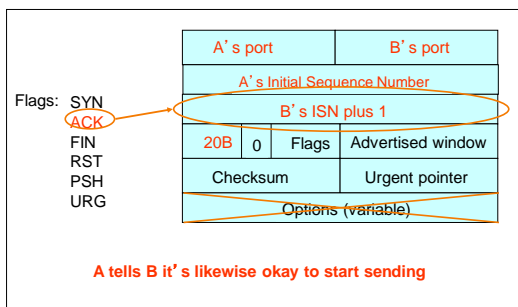 A's port B's port
A's Initial Sequence Number
Flags: SYN
B's ISN plus 1
ACK
FIN
20B 0 Flags Advertised window
RST
PSH
Checksum Urgent pointer
URG
Options (variable)
A tells B it's likewise okay to start sending